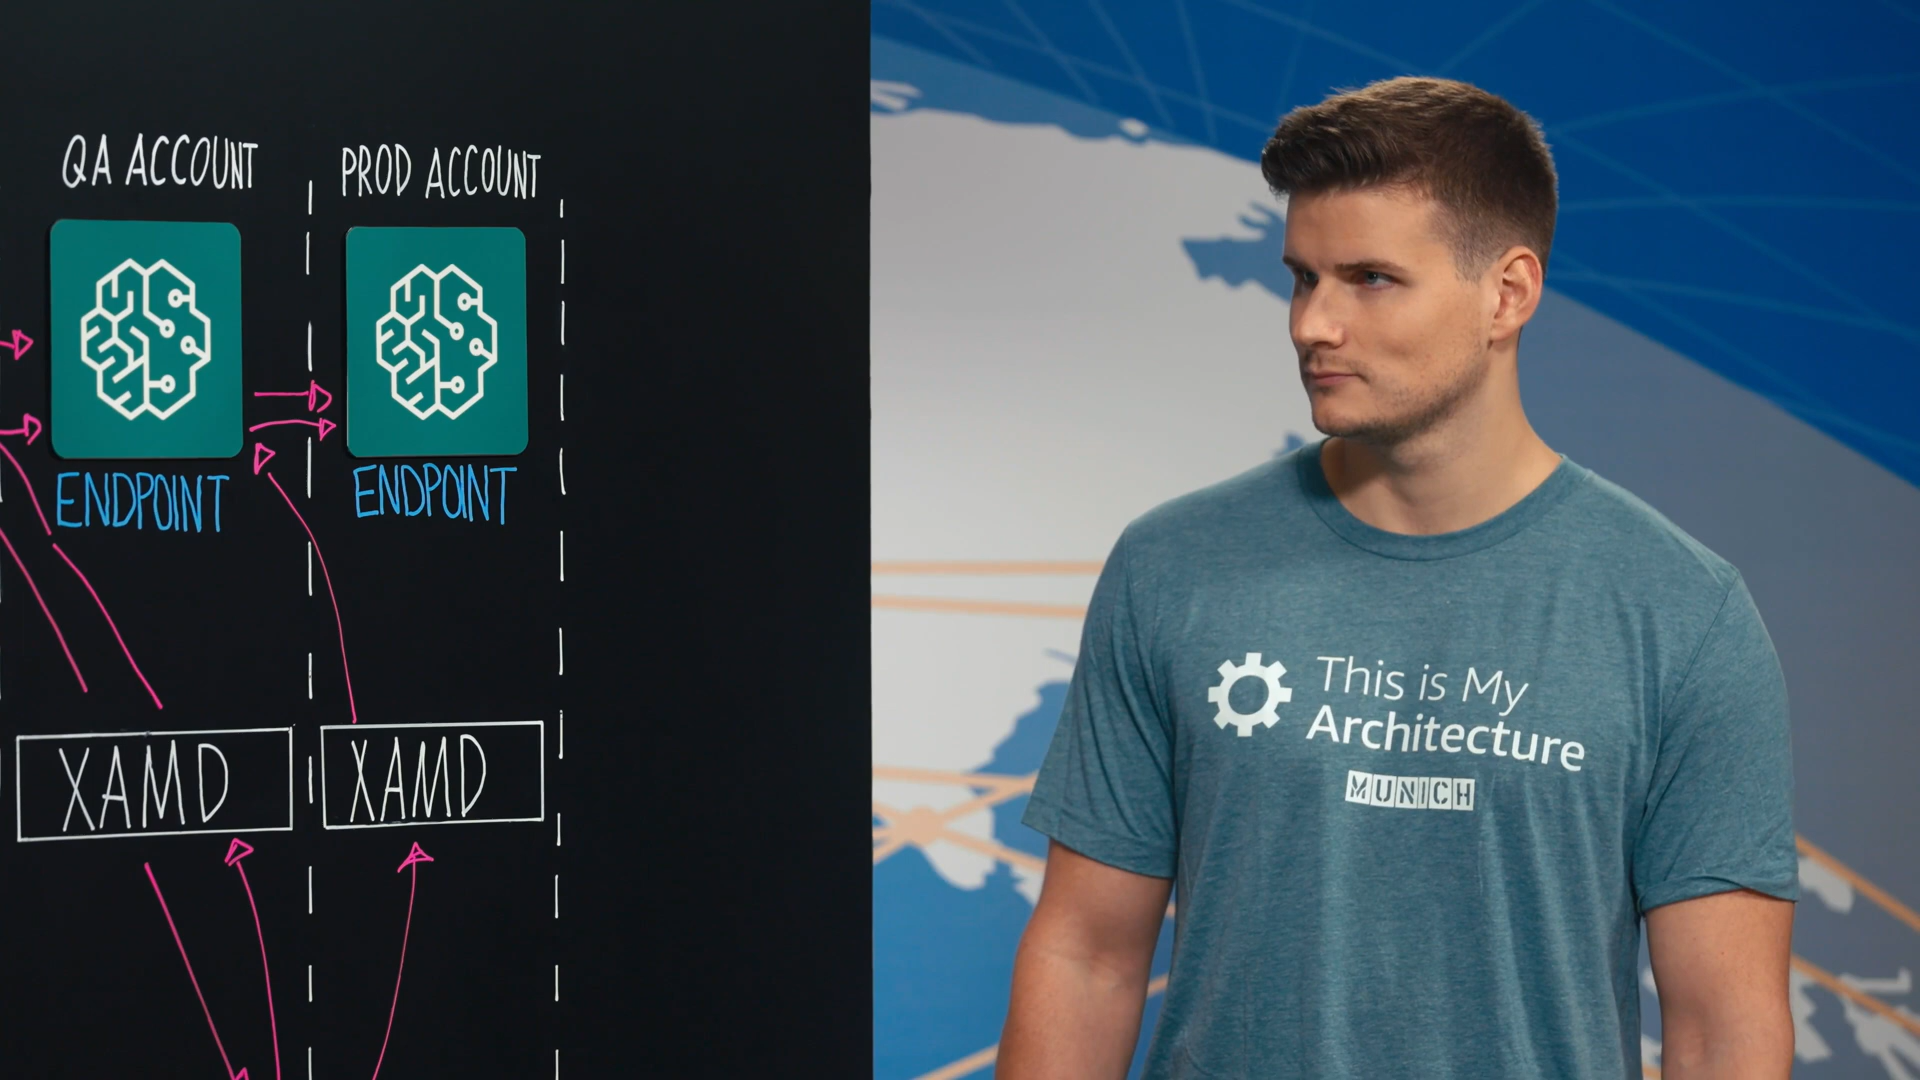 QA ACCOUNT
PROD ACCOUNT
ENDPOINT
ENDPOINT
XAMD
XAMD
This is My
Architecture
MUNICH